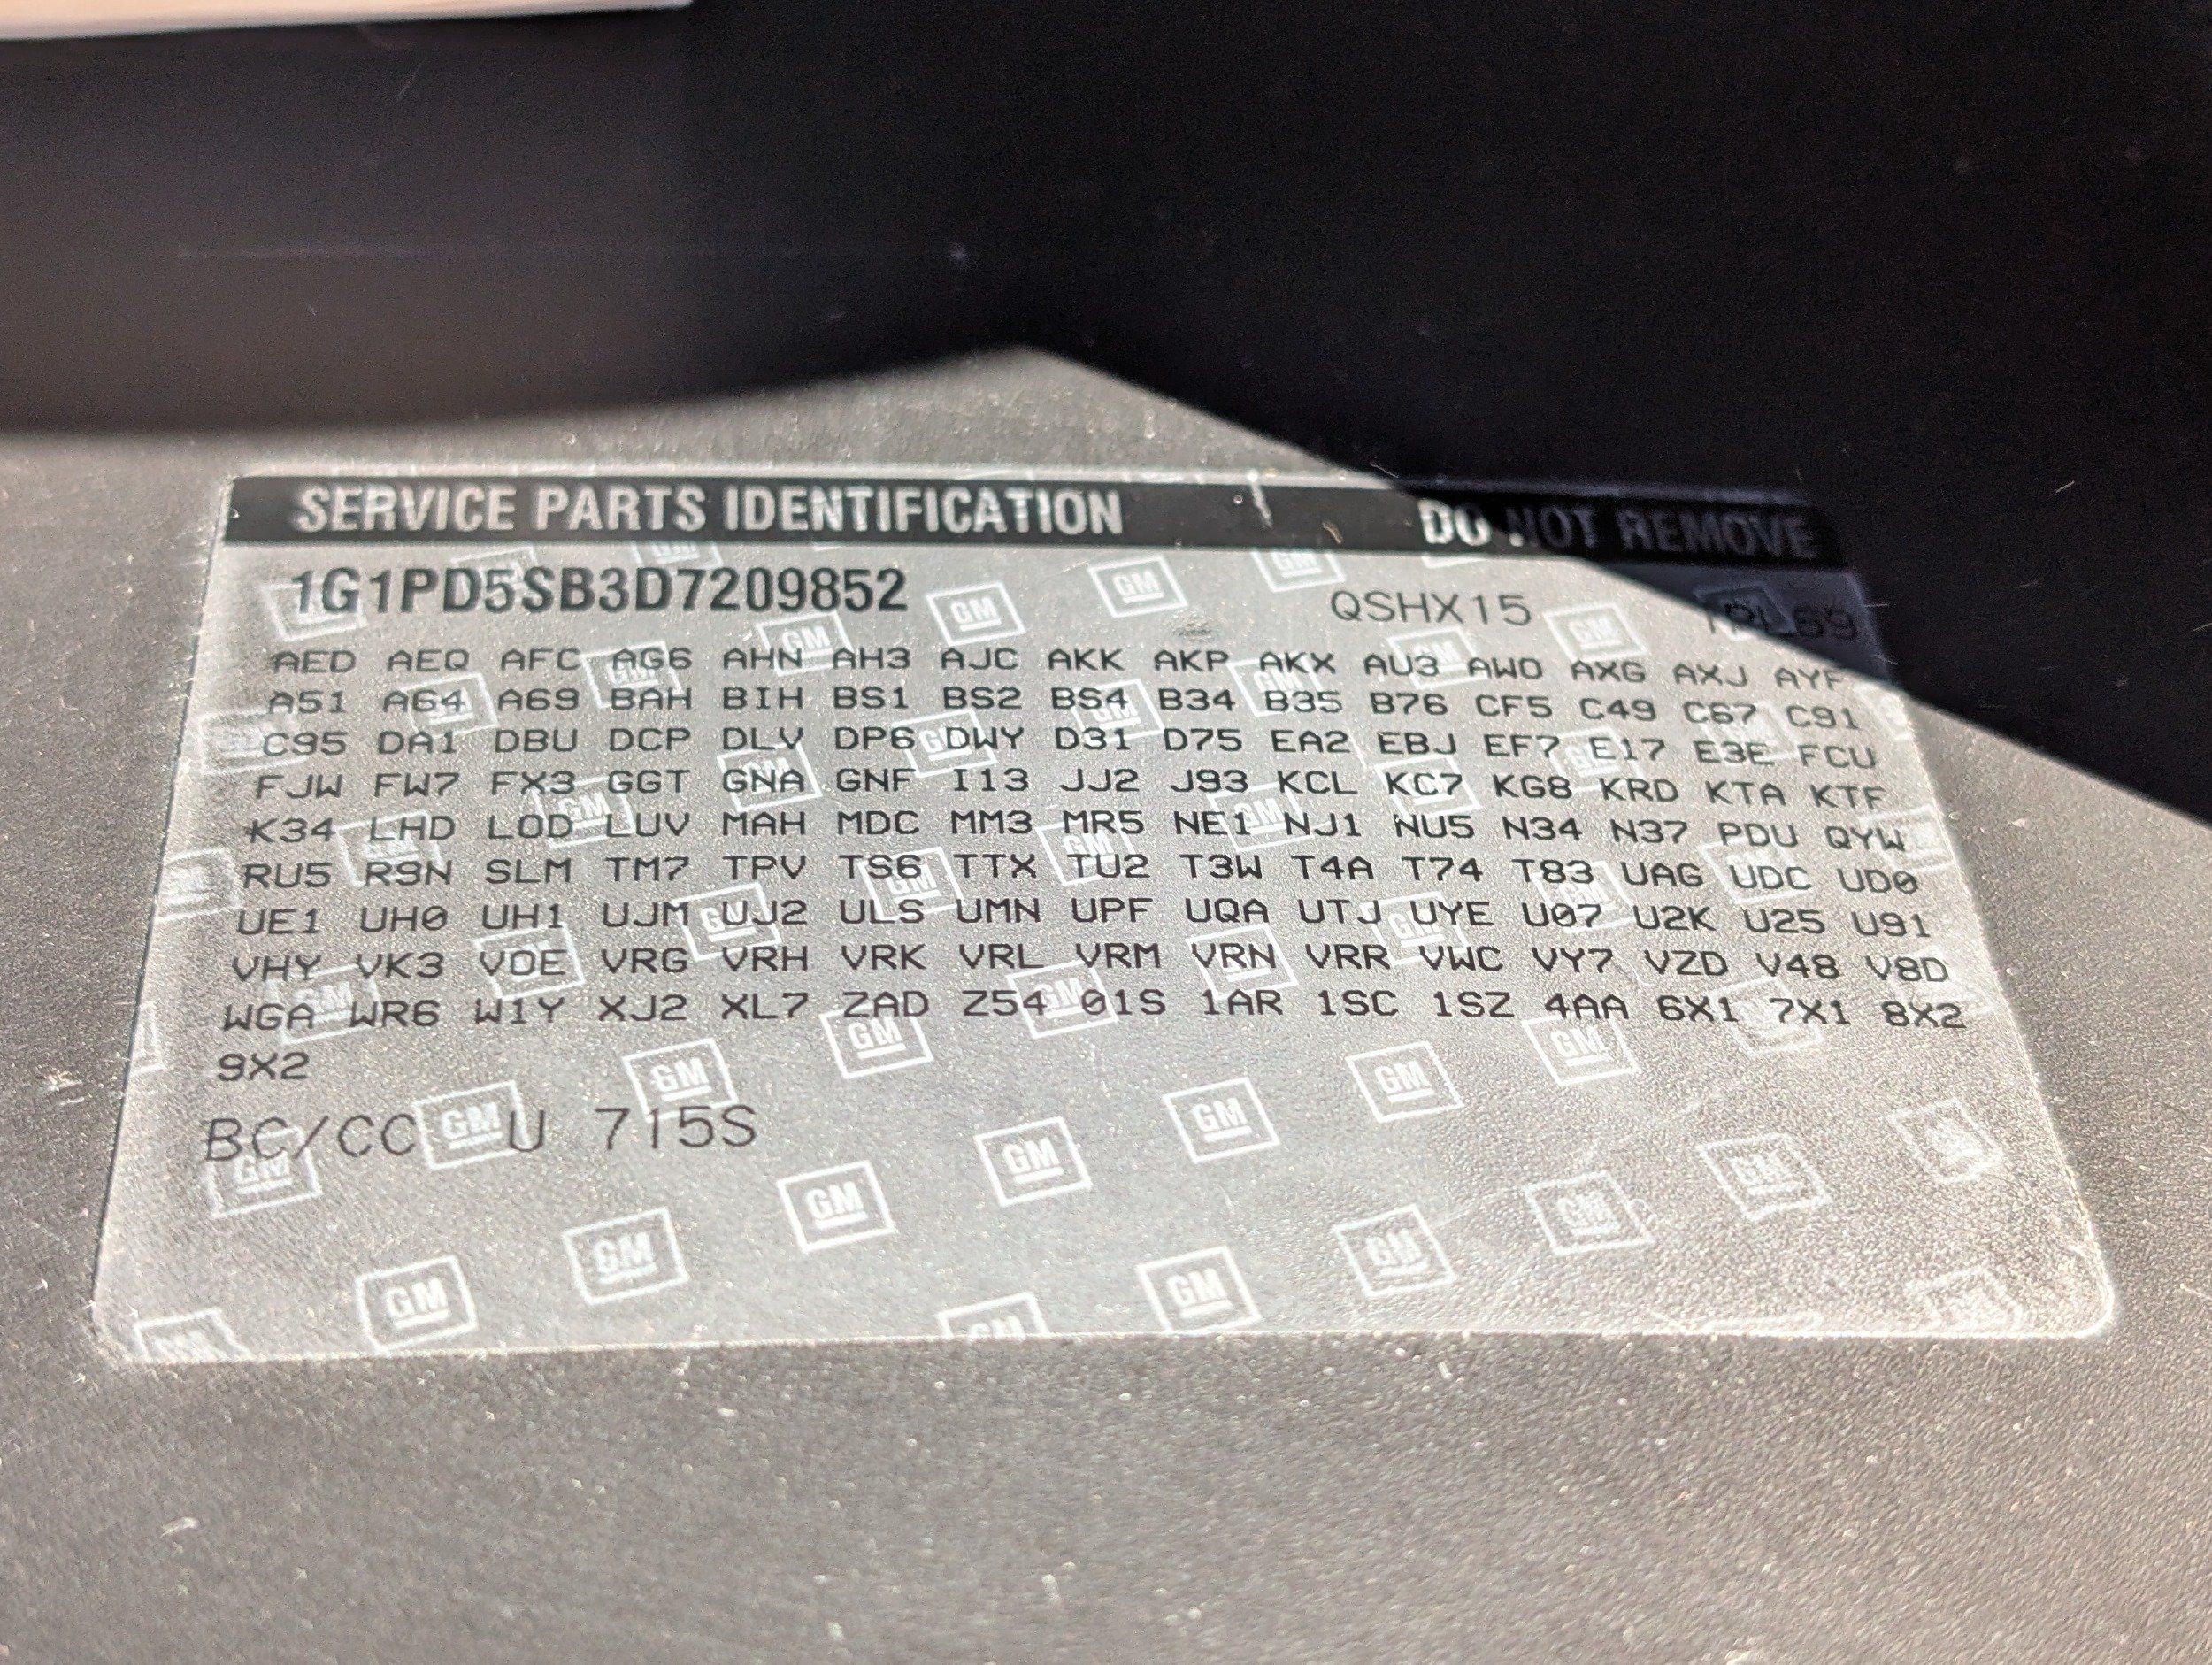 SERVICE PARTS IDENTIFICATION DO NOT REMOVE
1G1PD5SB3D7209852 QSHX15
AED AEQ AFC AG6 AHN AH3 AJC AKK AKP AKX AU3 AWO AXG AXJ AYF
A51 A64 A69 BAH BIH BS1 BS2 BS4 B34 B35 B76 CF5 C49 C67 C91
C95 DA1 DBU DCP DLV DP6 DWY D31 D75 EA2 EBJ EF7 E17 E3E FCU
FJW FW7 FX3 GGT GNA GNF I13 JJ2 J93 KCL KC7 KG8 KRD KTA KTF
K34 LHD LOD LUV MAH MDC MM3 MR5 NE1 NJ1 NU5 N34 N37 PDU QYW
RU5 R9N SLM TM7 TPV TS6 TTX TU2 T3W T4A T74 T83 UAG UDC UD0
UE1 UH0 UH1 UJM UJ2 ULS UMN UPF UQA UTJ UYE U07 U2K U25 U91
VHY VK3 VOE VRG VRH VRK VRL VRM VRN VRR VWC VY7 VZD V48 V8D
WGA WR6 W1Y XJ2 XL7 ZAD Z54 01S 1AR 1SC 1SZ 4AA 6X1 7X1 8X2
9X2
BC/CC U 715S